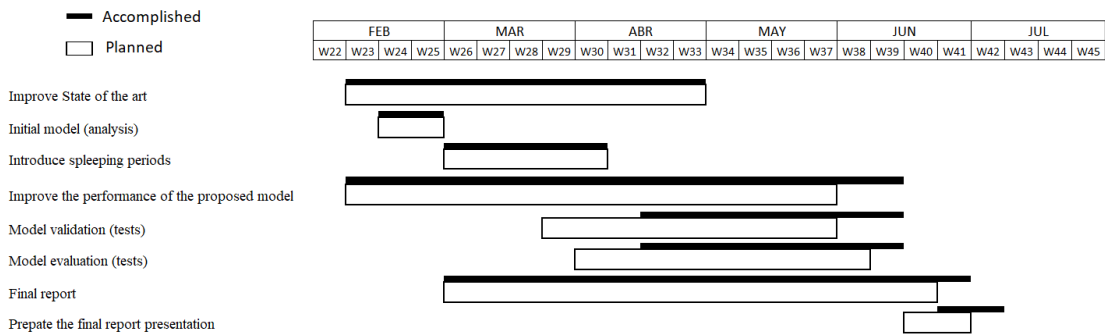 Accomplished
Planned
FEB MAR ABR MAY JUN JUL
W22 W23 W24 W25 W26 W27 W28 W29 W30 W31 W32 W33 W34 W35 W36 W37 W38 W39 W40 W41 W42 W43 W44 W45
Improve State of the art
Initial model (analysis)
Introduce spleeping periods
Improve the performance of the proposed model
Model validation (tests)
Model evaluation (tests)
Final report
Prepate the final report presentation